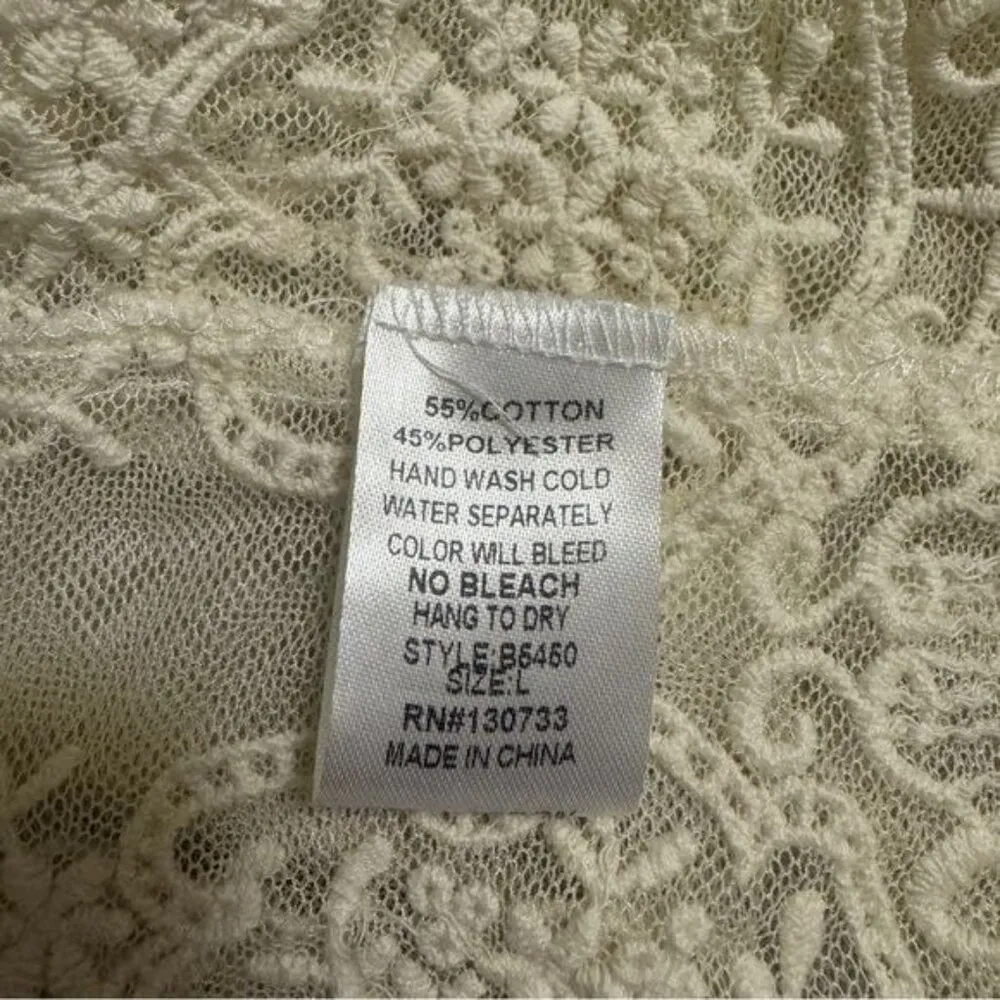 55%COTTON
45%POLYESTER
HAND WASH COLD
WATER SEPARATELY
COLOR WILL BLEED
NO BLEACH
HANG TO DRY
STYLE:B5450
SIZE:L
RN#130733
MADE IN CHINA